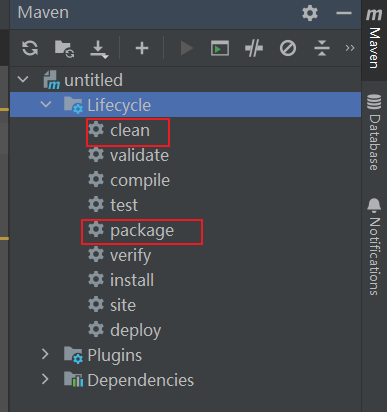 Maven
untitled
Lifecycle
clean
validate
compile
test
package
verify
install
site
deploy
Plugins
Dependencies
Maven
Database
Notifications